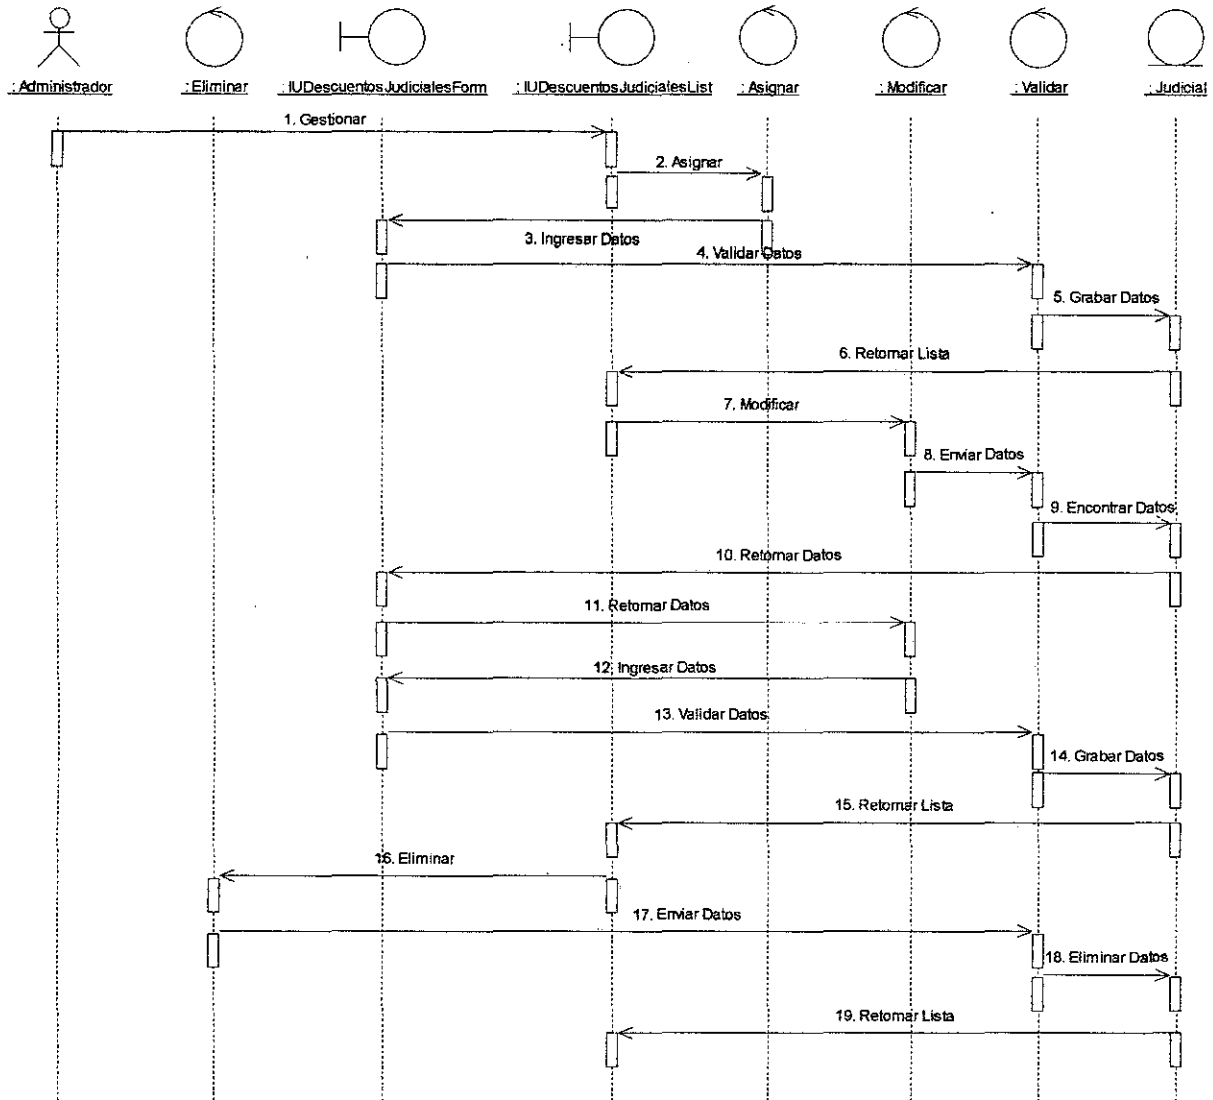 : Administrador
: Eliminar
: IUDescuentosJudicialesForm
: IUDescuentosJudicialesList
: Asignar
: Modificar
: Validar
: Judicial
1. Gestionar
2. Asignar
3. Ingresar Datos
4. Validar Datos
5. Grabar Datos
6. Retornar Lista
7. Modificar
8. Enviar Datos
9. Encontrar Datos
10. Retornar Datos
11. Retornar Datos
12. Ingresar Datos
13. Validar Datos
14. Grabar Datos
15. Retornar Lista
16. Eliminar
17. Enviar Datos
18. Eliminar Datos
19. Retornar Lista